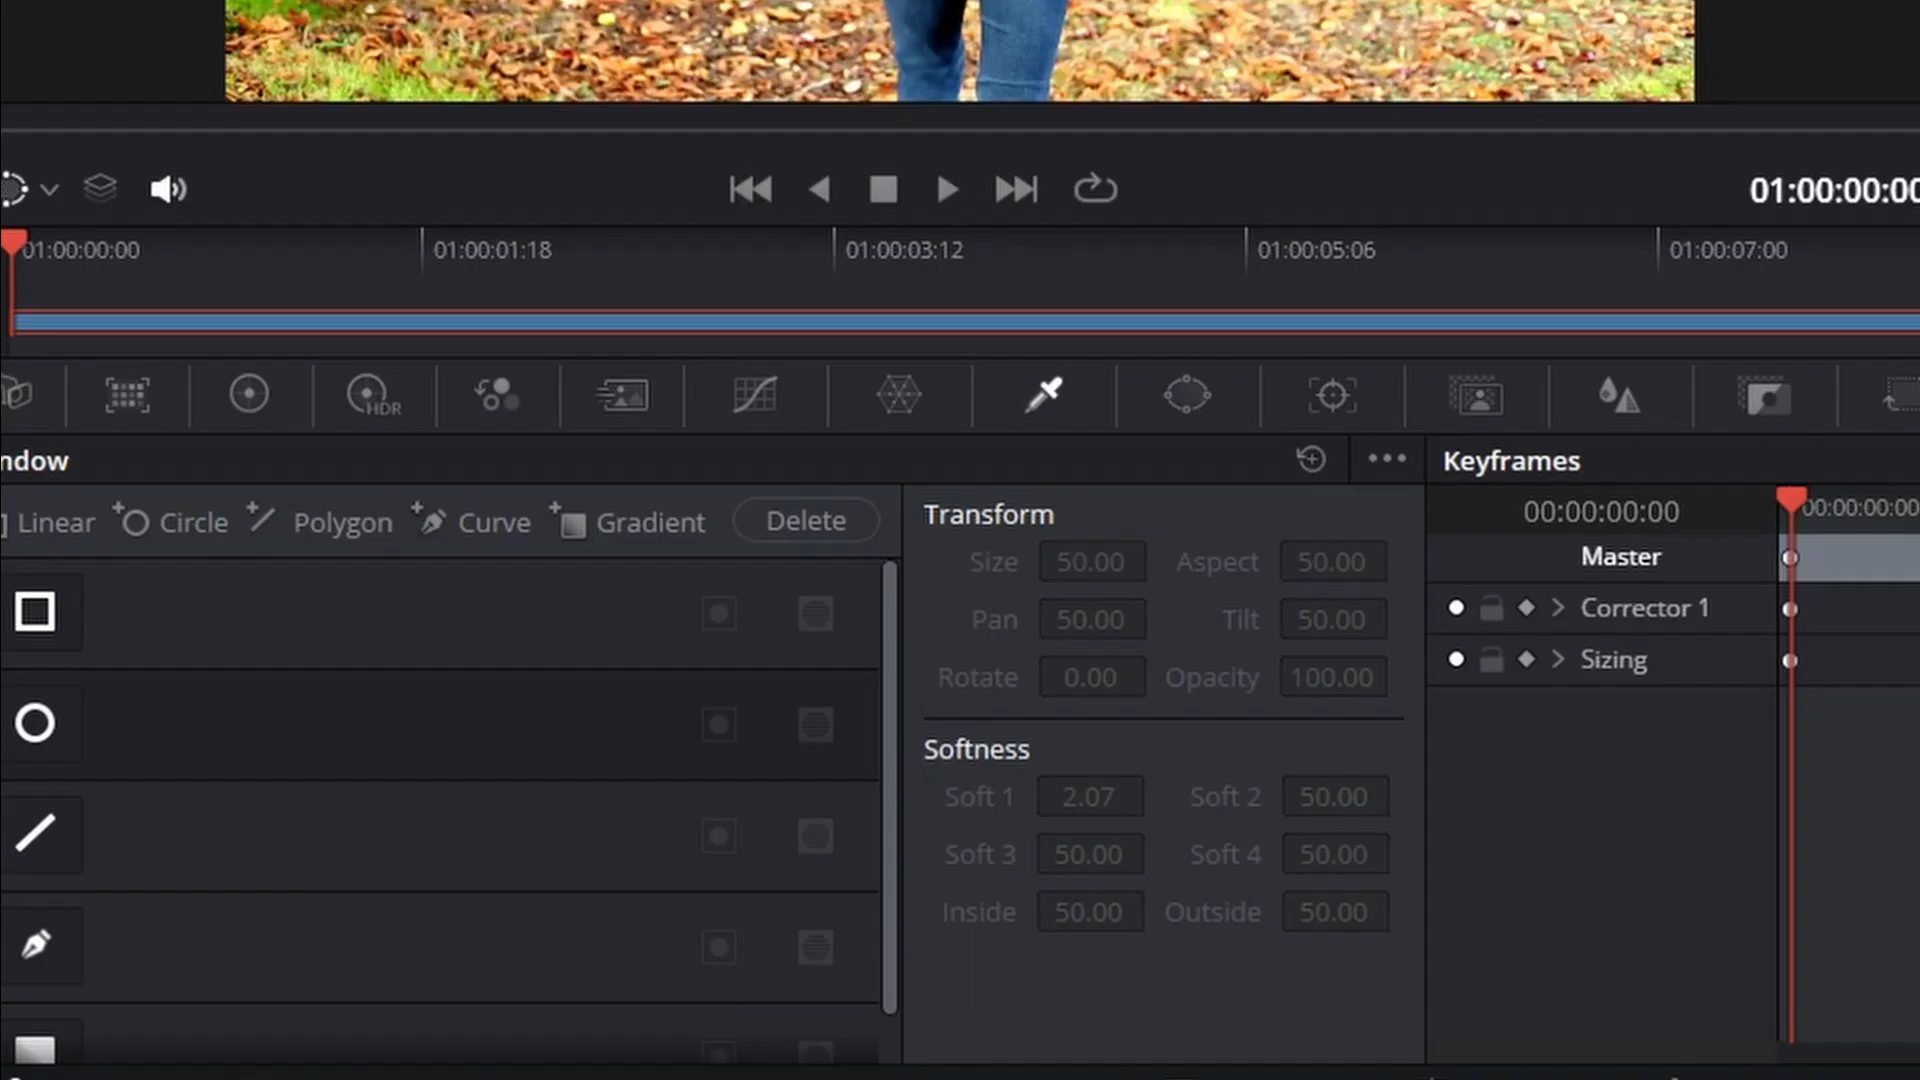 01:00:00:00
01:00:00:00
01:00:01:18
01:00:03:12
01:00:05:06
01:00:07:00
HDR
ndow
Keyframes
Linear
Circle
Polygon
Curve
Gradient
Delete
Transform
Size 50.00 Aspect 50.00
Pan 50.00 Tilt 50.00
Rotate 0.00 Opacity 100.00
Softness
Soft 1 2.07 Soft 2 50.00
Soft 3 50.00 Soft 4 50.00
Inside 50.00 Outside 50.00
00:00:00:00
00:00:00:00
Master
Corrector 1
Sizing